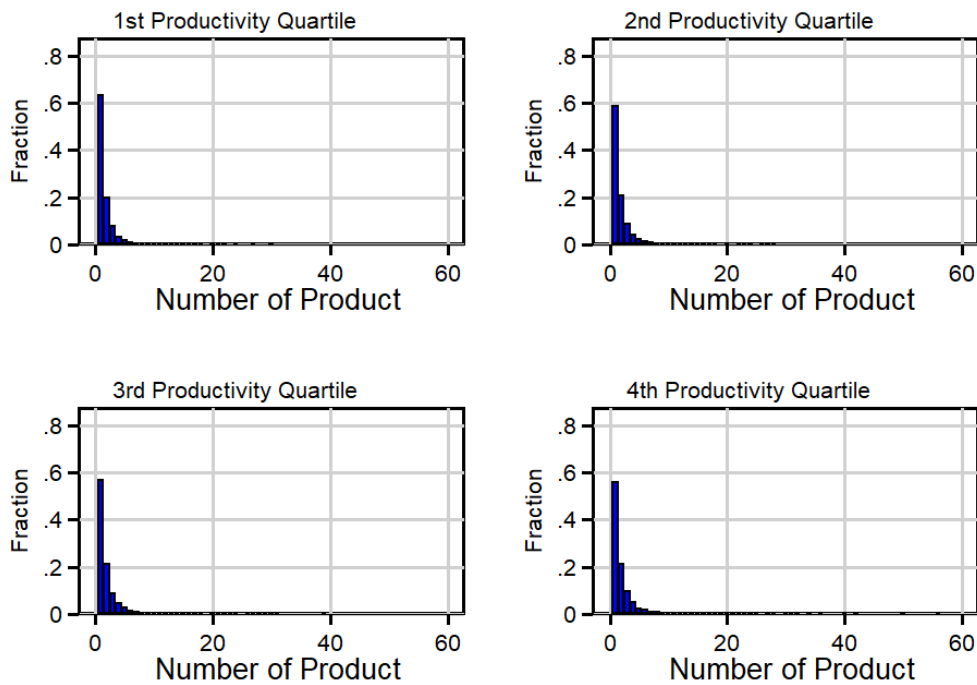 1st Productivity Quartile
.8
.6
.4
.2
0
Fraction
0 20 40 60
Number of Product
2nd Productivity Quartile
.8
.6
.4
.2
0
Fraction
0 20 40 60
Number of Product
3rd Productivity Quartile
.8
.6
.4
.2
0
Fraction
0 20 40 60
Number of Product
4th Productivity Quartile
.8
.6
.4
.2
0
Fraction
0 20 40 60
Number of Product